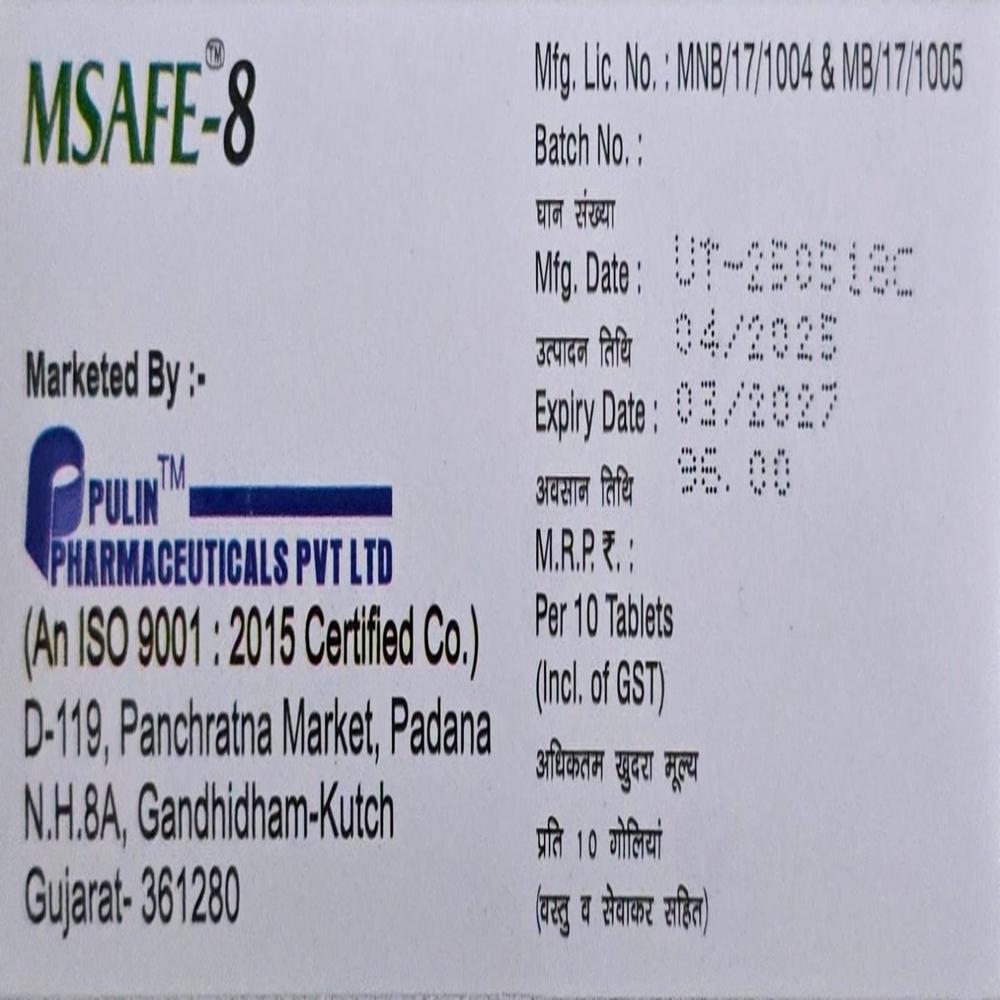 MSAFE-8™
Marketed By :-
PULIN™
PHARMACEUTICALS PVT LTD
(An ISO 9001 : 2015 Certified Co.)
D-119, Panchratna Market, Padana
N.H.8A, Gandhidham-Kutch
Gujarat- 361280
Mfg. Lic. No. : MNB/17/1004 & MB/17/1005
Batch No. :
घान संख्या
Mfg. Date : UT-250518C
उत्पादन तिथि 04/2025
Expiry Date : 03/2027
अवसान तिथि 95.00
M.R.P. ₹. :
Per 10 Tablets
(Incl. of GST)
अधिकतम खुदरा मूल्य
प्रति 10 गोलियां
(वस्तु व सेवाकर सहित)